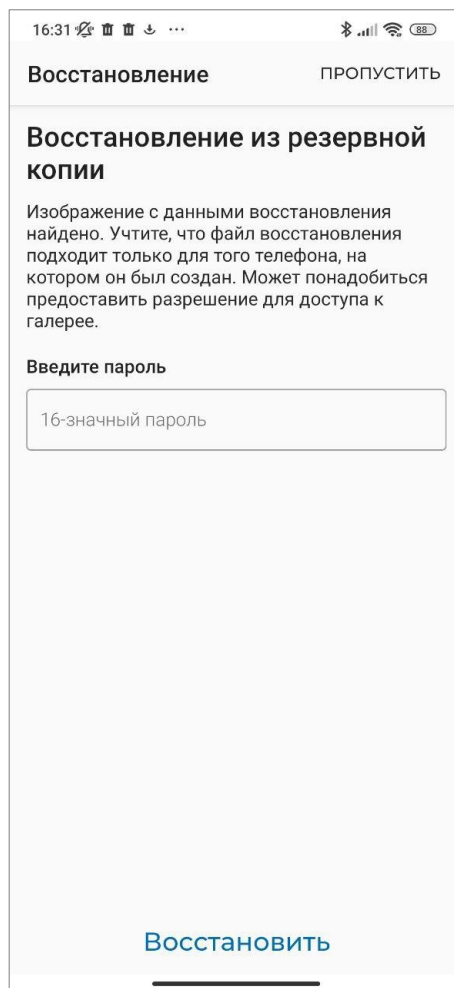 16:31
88
Восстановление
ПРОПУСТИТЬ
Восстановление из резервной
копии
Изображение с данными восстановления
найдено. Учтите, что файл восстановления
подходит только для того телефона, на
котором он был создан. Может понадобиться
предоставить разрешение для доступа к
галерее.
Введите пароль
16-значный пароль
Восстановить